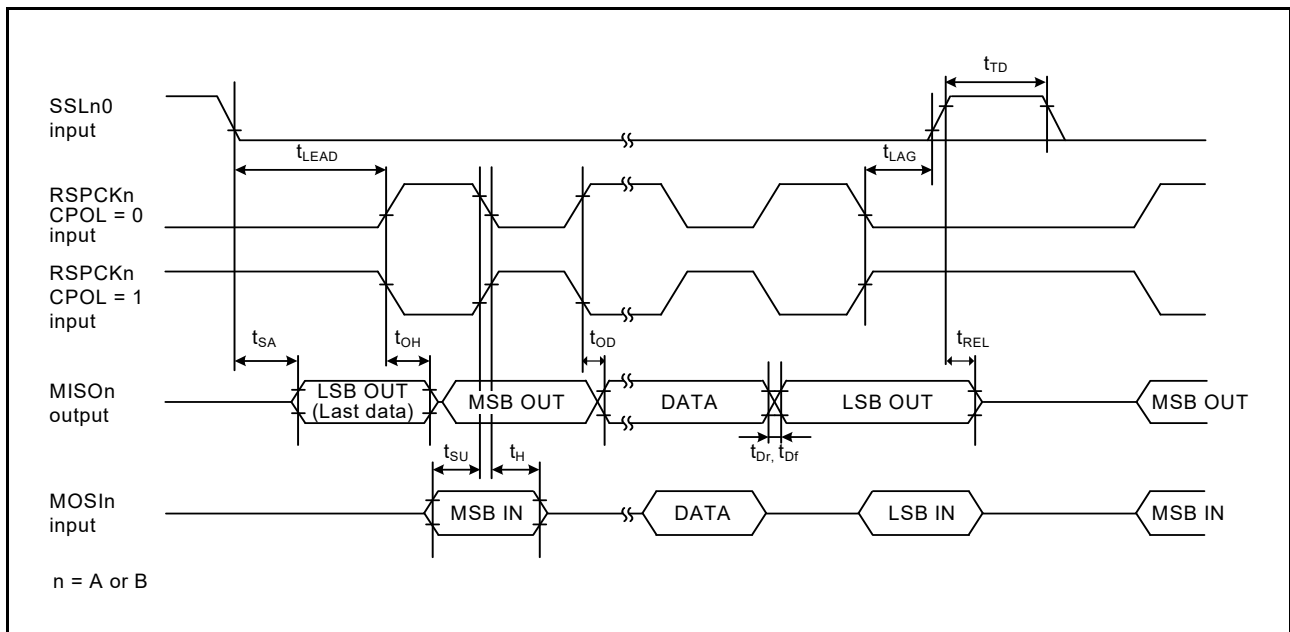 SSLn0
input
tTD
tLEAD
tLAG
RSPCKn
CPOL = 0
input
RSPCKn
CPOL = 1
input
tSA
tOH
tOD
tREL
MISOn
output
LSB OUT
(Last data)
MSB OUT
DATA
LSB OUT
MSB OUT
tSU
tH
tDr, tDf
MOSIn
input
MSB IN
DATA
LSB IN
MSB IN
n = A or B